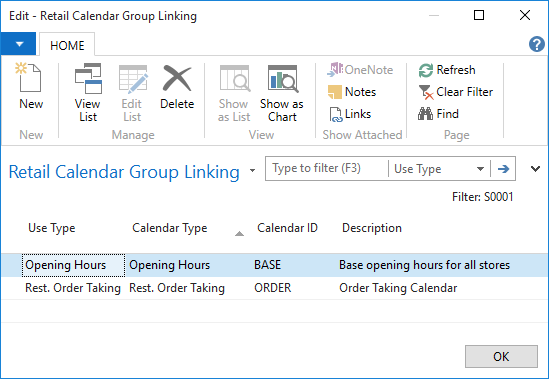 Edit - Retail Calendar Group Linking
HOME
New
View List
Edit List
Delete
Show as List
Show as Chart
OneNote
Notes
Links
Refresh
Clear Filter
Find
New
Manage
View
Show Attached
Page
Retail Calendar Group Linking
Type to filter (F3)
Use Type
Filter: S0001
Use Type Calendar Type Calendar ID Description
Opening Hours Opening Hours BASE Base opening hours for all stores
Rest. Order Taking Rest. Order Taking ORDER Order Taking Calendar
OK